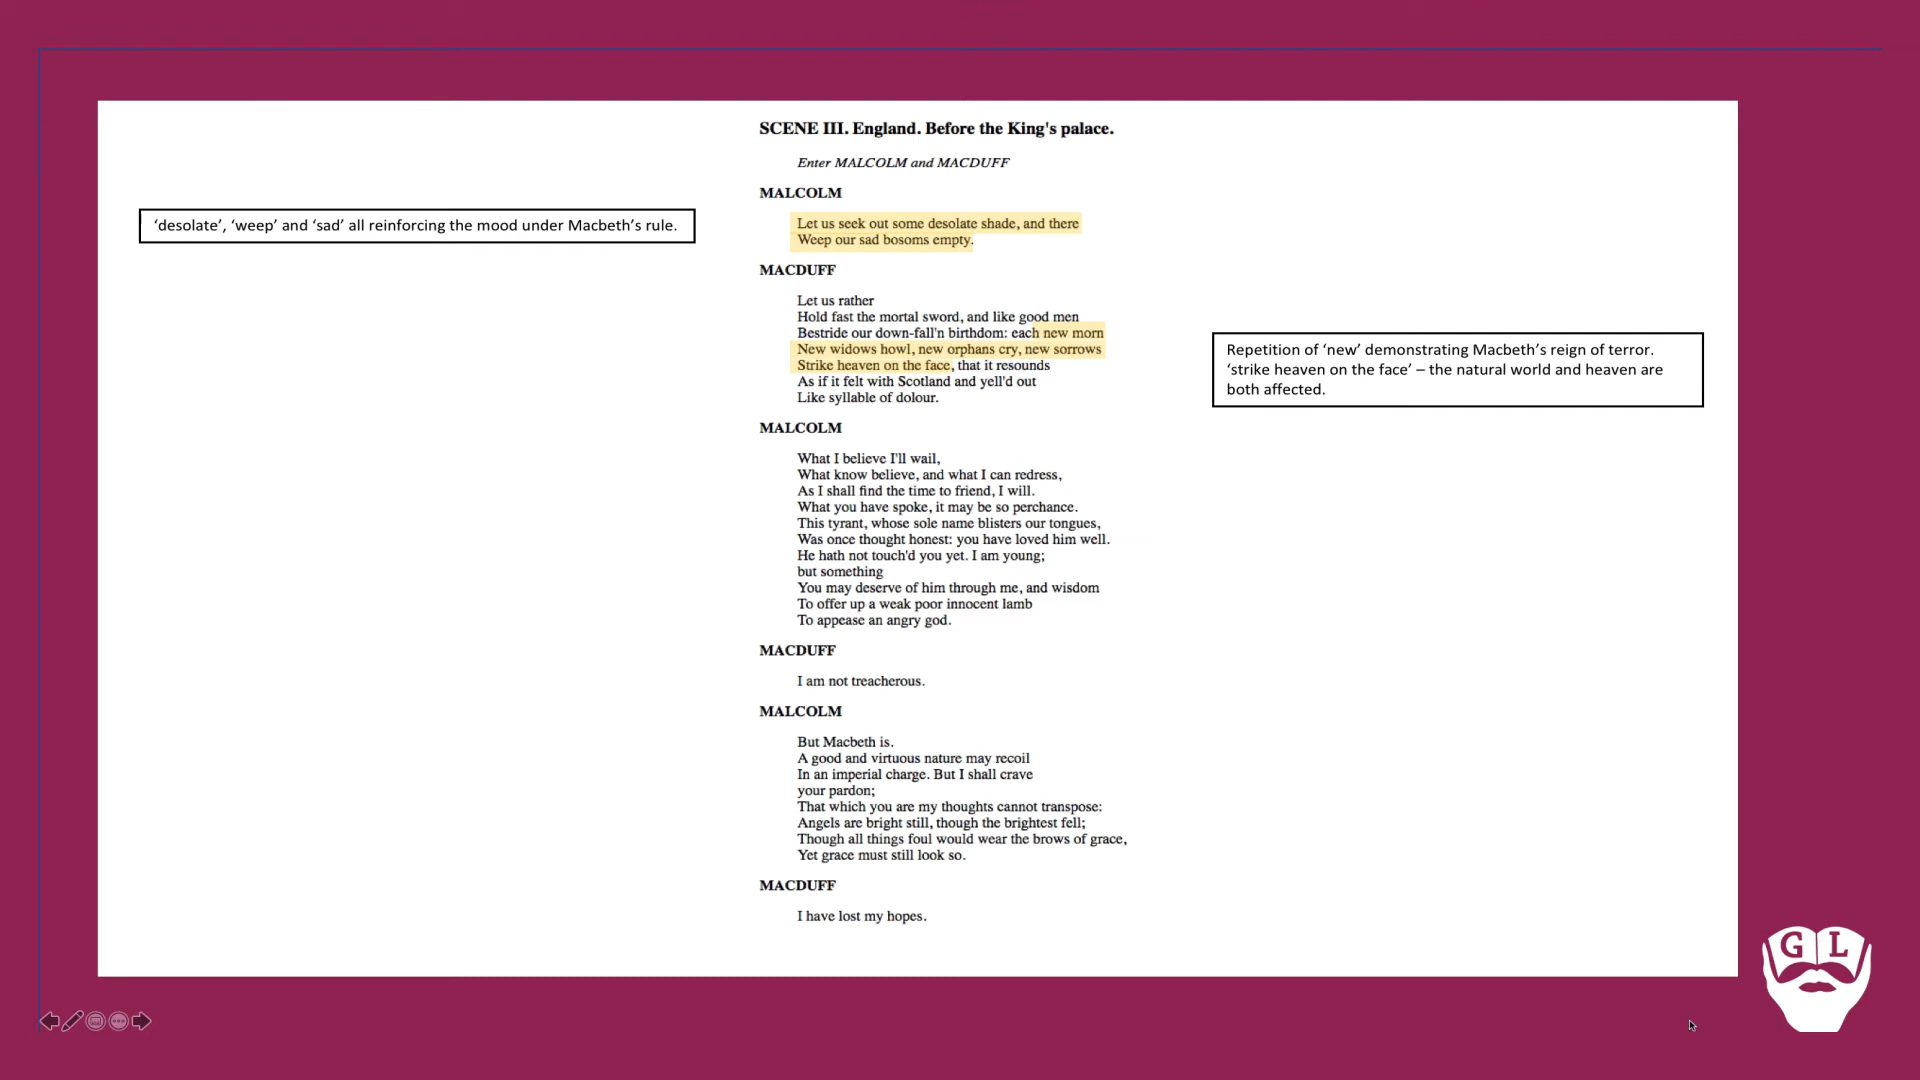 SCENE III. England. Before the King's palace.
Enter MALCOLM and MACDUFF
MALCOLM
‘desolate’, ‘weep’ and ‘sad’ all reinforcing the mood under Macbeth’s rule.
Let us seek out some desolate shade, and there
Weep our sad bosoms empty.
MACDUFF
Let us rather
Hold fast the mortal sword, and like good men
Bestride our down-fall'n birthdom: each new morn
New widows howl, new orphans cry, new sorrows
Strike heaven on the face, that it resounds
As if it felt with Scotland and yell'd out
Like syllable of dolour.
Repetition of ‘new’ demonstrating Macbeth’s reign of terror.
‘strike heaven on the face’ – the natural world and heaven are
both affected.
MALCOLM
What I believe I'll wail,
What know believe, and what I can redress,
As I shall find the time to friend, I will.
What you have spoke, it may be so perchance.
This tyrant, whose sole name blisters our tongues,
Was once thought honest: you have loved him well.
He hath not touch'd you yet. I am young;
but something
You may deserve of him through me, and wisdom
To offer up a weak poor innocent lamb
To appease an angry god.
MACDUFF
I am not treacherous.
MALCOLM
But Macbeth is.
A good and virtuous nature may recoil
In an imperial charge. But I shall crave
your pardon;
That which you are my thoughts cannot transpose:
Angels are bright still, though the brightest fell;
Though all things foul would wear the brows of grace,
Yet grace must still look so.
MACDUFF
I have lost my hopes.
G L